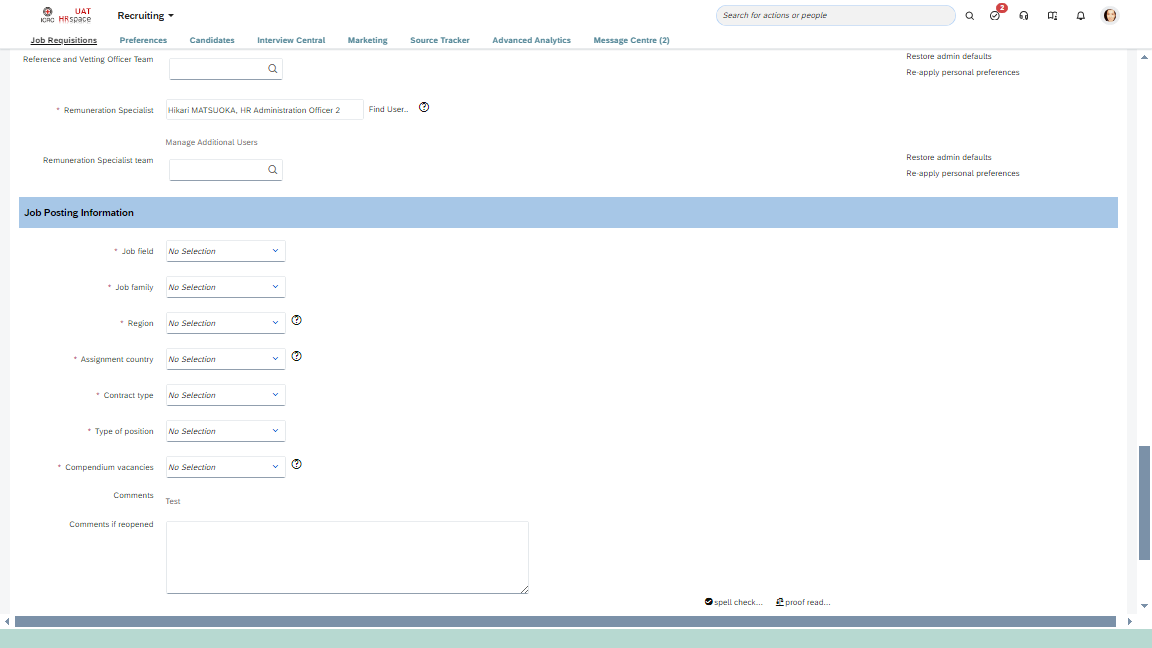 ICRC
UAT
HRspace
Recruiting
Search for actions or people
2
Job Requisitions
Preferences
Candidates
Interview Central
Marketing
Source Tracker
Advanced Analytics
Message Centre (2)
Reference and Vetting Officer Team
Restore admin defaults
Re-apply personal preferences
* Remuneration Specialist
Hikari MATSUOKA, HR Administration Officer 2
Find User..
Manage Additional Users
Remuneration Specialist team
Restore admin defaults
Re-apply personal preferences
Job Posting Information
* Job field
No Selection
* Job family
No Selection
* Region
No Selection
* Assignment country
No Selection
* Contract type
No Selection
* Type of position
No Selection
* Compendium vacancies
No Selection
Comments
Test
Comments if reopened
spell check...
proof read...